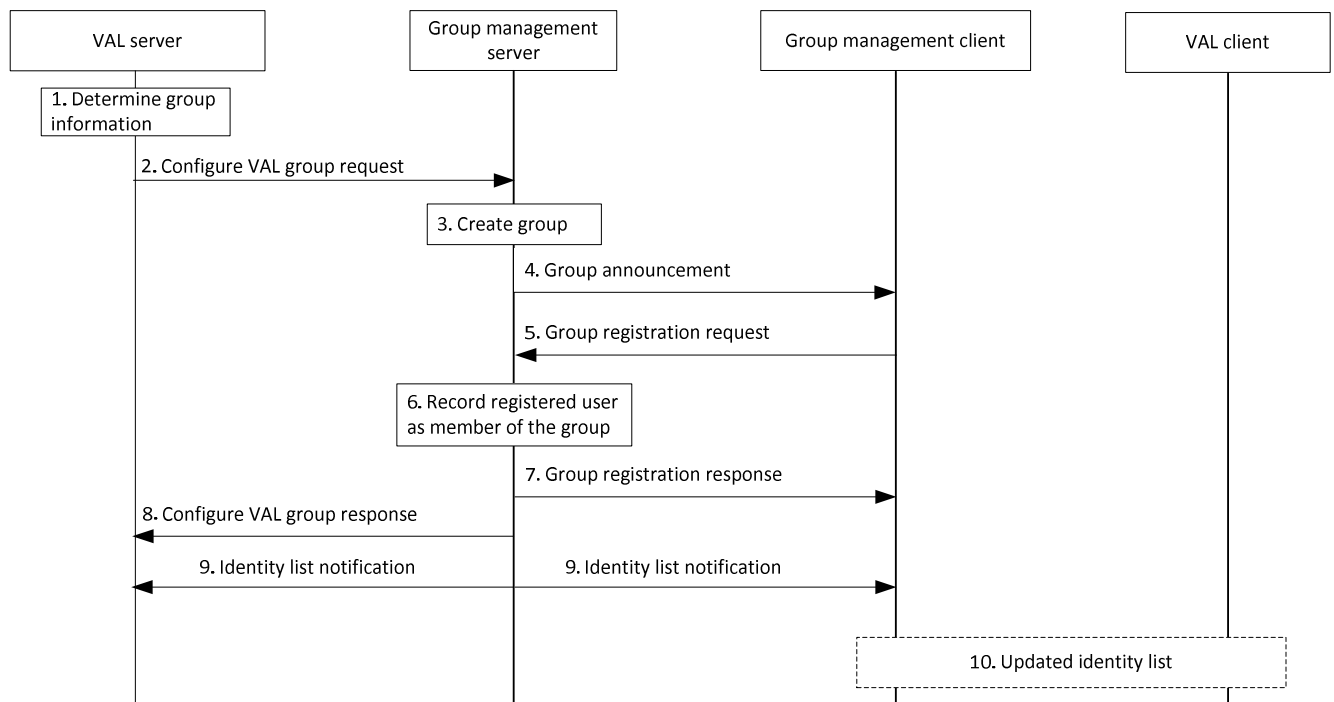 VAL server
Group management
server
Group management client
VAL client
1. Determine group
information
2. Configure VAL group request
3. Create group
4. Group announcement
5. Group registration request
6. Record registered user
as member of the group
7. Group registration response
8. Configure VAL group response
9. Identity list notification
9. Identity list notification
10. Updated identity list